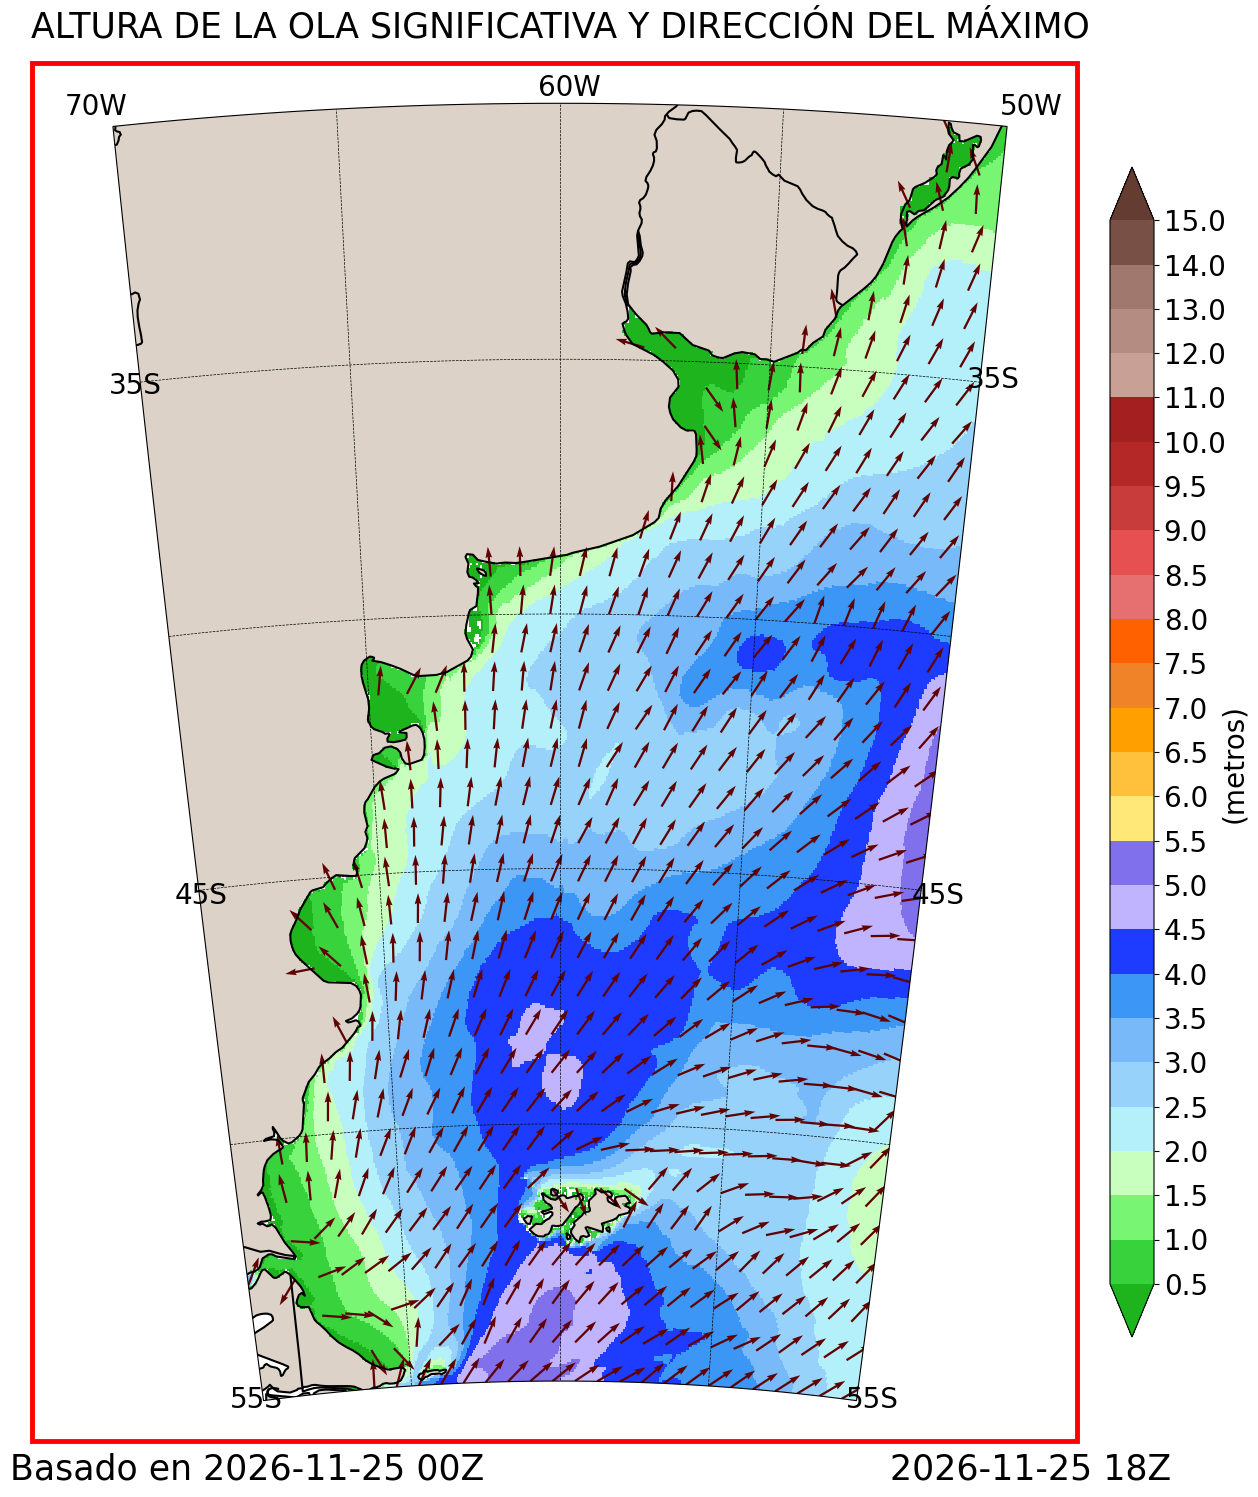 ALTURA DE LA OLA SIGNIFICATIVA Y DIRECCIÓN DEL MÁXIMO
70W
60W
50W
35S
35S
45S
45S
55S
55S
15.0
14.0
13.0
12.0
11.0
10.0
9.5
9.0
8.5
8.0
7.5
7.0
6.5
6.0
5.5
5.0
4.5
4.0
3.5
3.0
2.5
2.0
1.5
1.0
0.5
(metros)
Basado en 2026-11-25 00Z
2026-11-25 18Z